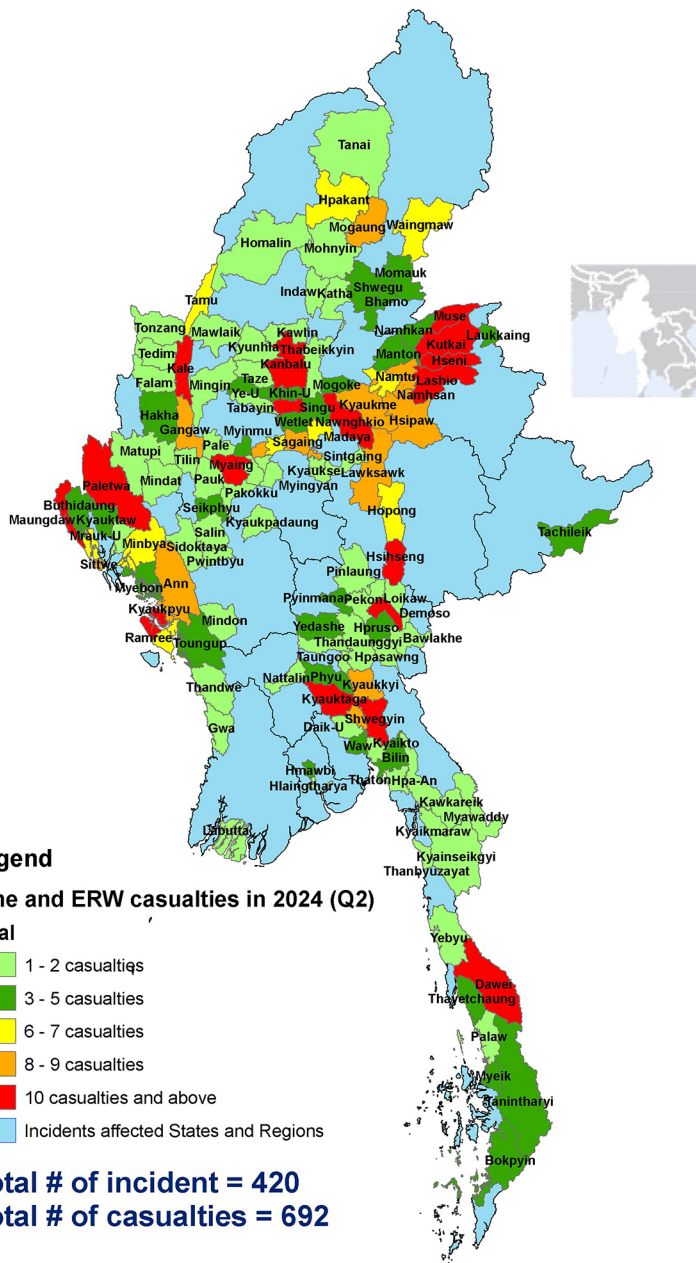 Tanai
Hpakant
Mogaung
Waingmaw
Homalin
Mohnyin
Momauk
Indaw
Katha
Shwegu
Bhamo
Tamu
Muse
Tonzang
Mawlaik
Kawlin
Namhkan
Laukkaing
Kyunhla
Thabeikkyin
Kutkai
Tedim
Manton
Hseni
Kale
Kanbalu
Falam
Mingin
Taze
Mogoke
Namtu
Lashio
Ye-U
Khin-U
Namhsan
Hakha
Tabayin
Singu
Kyaukme
Gangaw
Myinmu
Wetlet
Nawnghkio
Hsipaw
Matupi
Pale
Sagaing
Madaya
Tilin
Myaing
Sintgaing
Mindat
Pauk
Kyaukse
Lawksawk
Paletwa
Pakokku
Myingyan
Buthidaung
Seikphyu
Hopong
Maungdaw
Kyauktaw
Kyaukpadaung
Mrauk-U
Salin
Tachileik
Minbya
Sidoktaya
Sittwe
Pwintbyu
Hsihseng
Myebon
Ann
Pinlaung
Kyaukpyu
Pyinmana
Pekon
Loikaw
Mindon
Demoso
Ramree
Toungup
Yedashe
Hpruso
Thandaunggyi
Bawlakhe
Taungoo
Hpasawng
Thandwe
Nattalin
Phyu
Kyaukkyi
Kyauktaga
Gwa
Daik-U
Shwegyin
Waw
Kyaikto
Bilin
Hmawbi
Hlaingtharya
Thaton
Hpa-An
Kawkareik
Labutta
Myawaddy
Kyaikmaraw
Kyainseikgyi
Thanbyuzayat
Yebyu
Dawei
Thayetchaung
Palaw
Myeik
Tanintharyi
Bokpyin
gend
ne and ERW casualties in 2024 (Q2)
al
1 - 2 casualties
3 - 5 casualties
6 - 7 casualties
8 - 9 casualties
10 casualties and above
Incidents affected States and Regions
otal # of incident = 420
otal # of casualties = 692